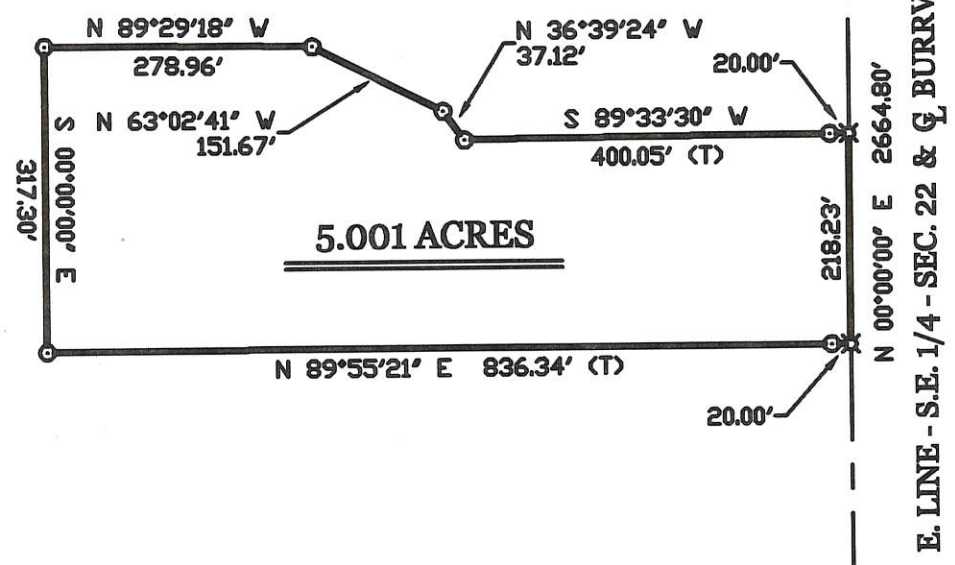 N 89°29'18" W
278.96'
N 36°39'24" W
37.12'
20.00'
N 63°02'41" W
151.67'
S 89°33'30" W
400.05' (T)
S 00°00'00" E
317.30'
5.001 ACRES
218.23'
N 00°00'00" E 2664.80'
E. LINE - S.E. 1/4 - SEC. 22 & ℄ BURRW
N 89°55'21" E 836.34' (T)
20.00'